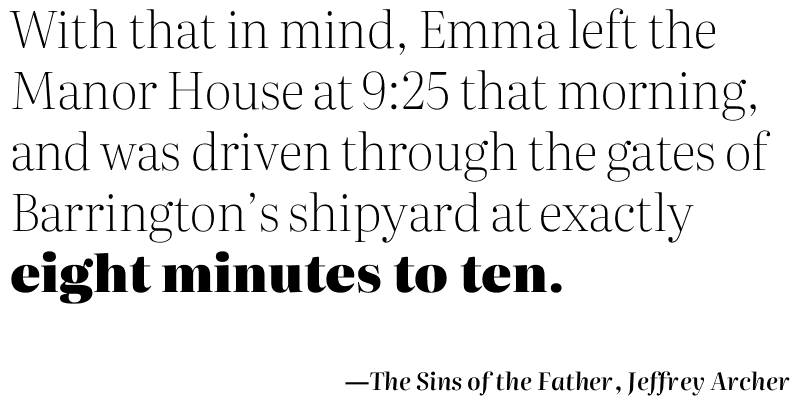 With that in mind, Emma left the
Manor House at 9:25 that morning,
and was driven through the gates of
Barrington’s shipyard at exactly
eight minutes to ten.
—The Sins of the Father, Jeffrey Archer